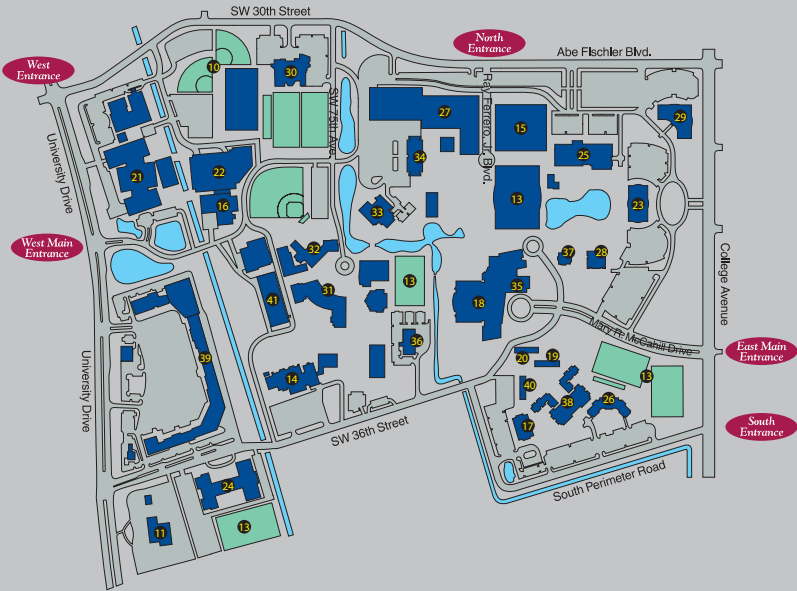 SW 30th Street
North
Entrance
Abe Fischler Blvd.
West
Entrance
10
30
SW 75th Ave.
Ray Ferrero, Jr. Blvd.
27
15
29
University Drive
21
22
34
25
16
13
23
33
West Main
Entrance
32
37
28
College Avenue
31
13
35
41
18
Mary R. McCahill Drive
39
36
20
19
East Main
Entrance
University Drive
14
40
13
38
26
17
South
Entrance
SW 36th Street
South Perimeter Road
24
11
13